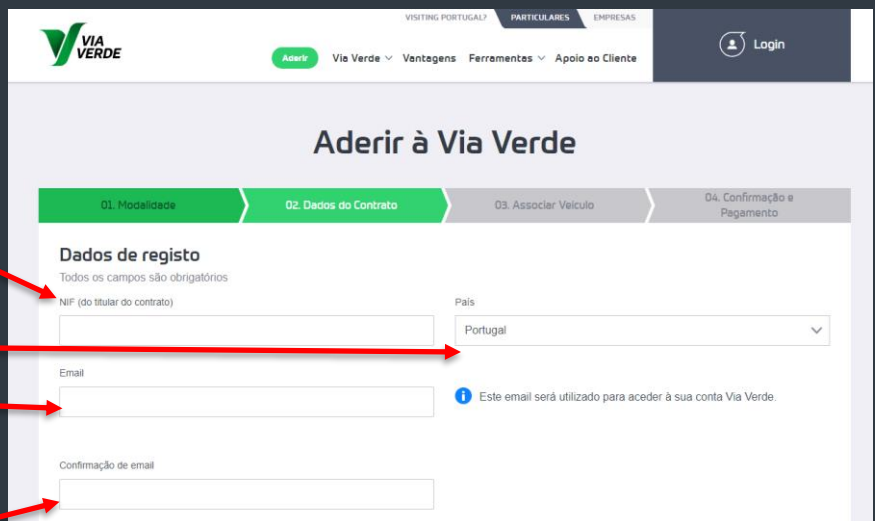 VISITING PORTUGAL? PARTICULARES EMPRESAS
VIA VERDE
Aderir Via Verde Vantagens Ferramentas Apoio ao Cliente
Login
Aderir à Via Verde
01. Modalidade
02. Dados do Contrato
03. Associar Veículo
04. Confirmação e
Pagamento
Dados de registo
Todos os campos são obrigatórios
NIF (do titular do contrato)
País
Portugal
Email
Este email será utilizado para aceder à sua conta Via Verde.
Confirmação de email